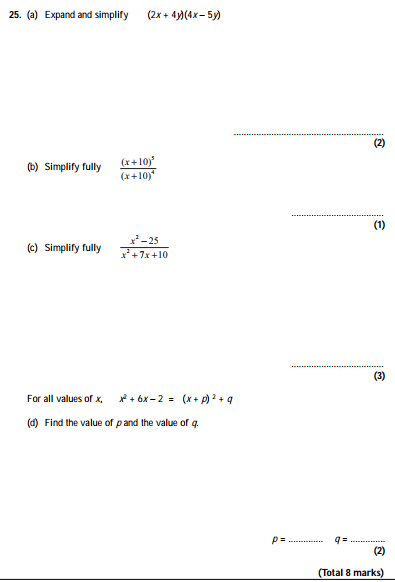 25. (a) Expand and simplify (2x + 4y)(4x – 5y)
...............................................................
(2)
(b) Simplify fully (x+10)⁵/(x+10)⁴
.......................................
(1)
(c) Simplify fully (x² – 25)/(x² + 7x + 10)
.......................................
(3)
For all values of x, x² + 6x – 2 = (x + p)² + q
(d) Find the value of p and the value of q.
p = .............. q = ..............
(2)
(Total 8 marks)